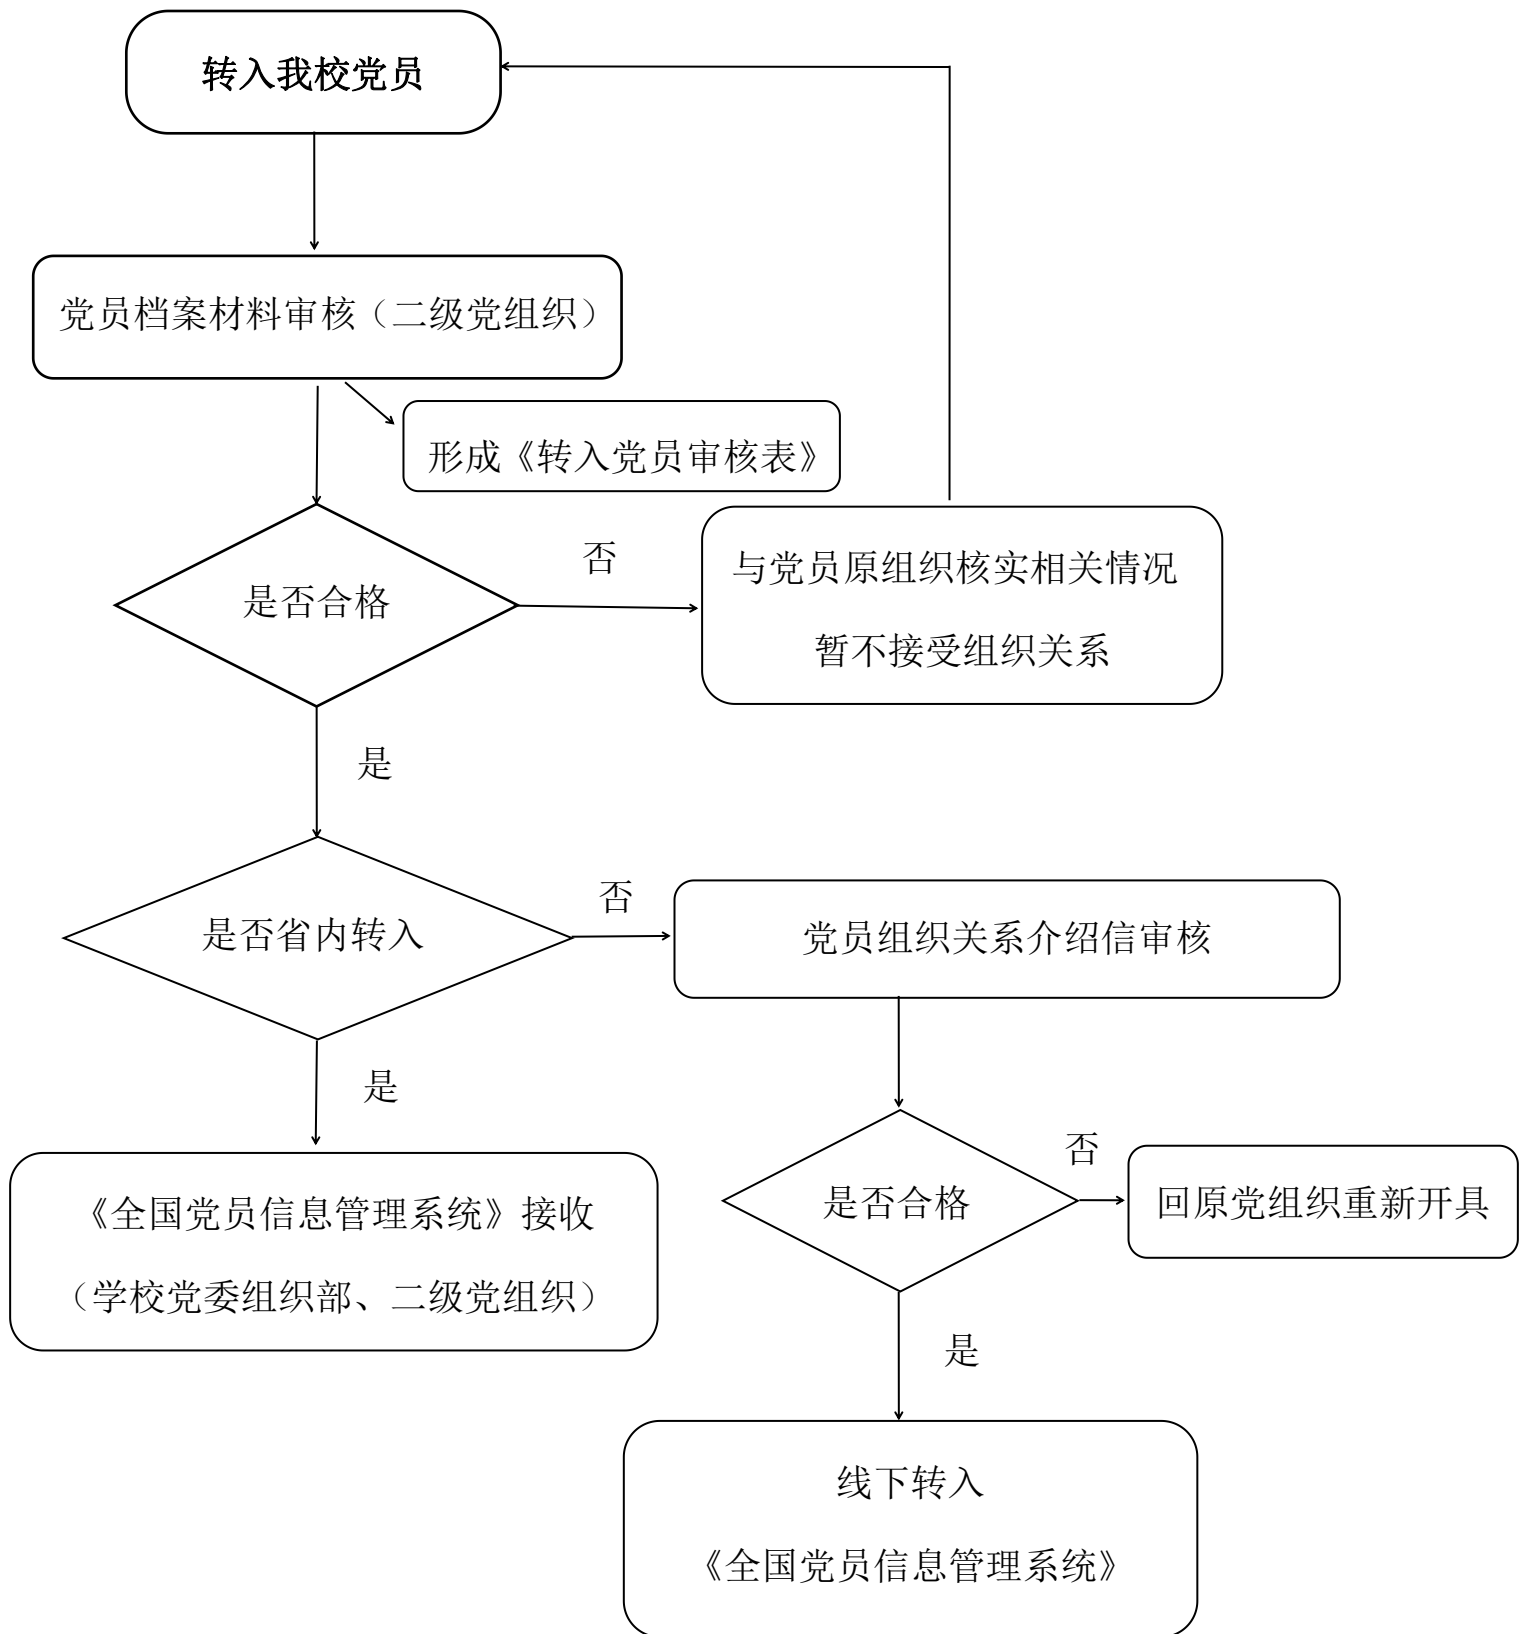 转入我校党员
党员档案材料审核（二级党组织）
形成《转入党员审核表》
是否合格
否
与党员原组织核实相关情况
暂不接受组织关系
是
是否省内转入
否
党员组织关系介绍信审核
是
《全国党员信息管理系统》接收
（学校党委组织部、二级党组织）
是否合格
否
回原党组织重新开具
是
线下转入
《全国党员信息管理系统》